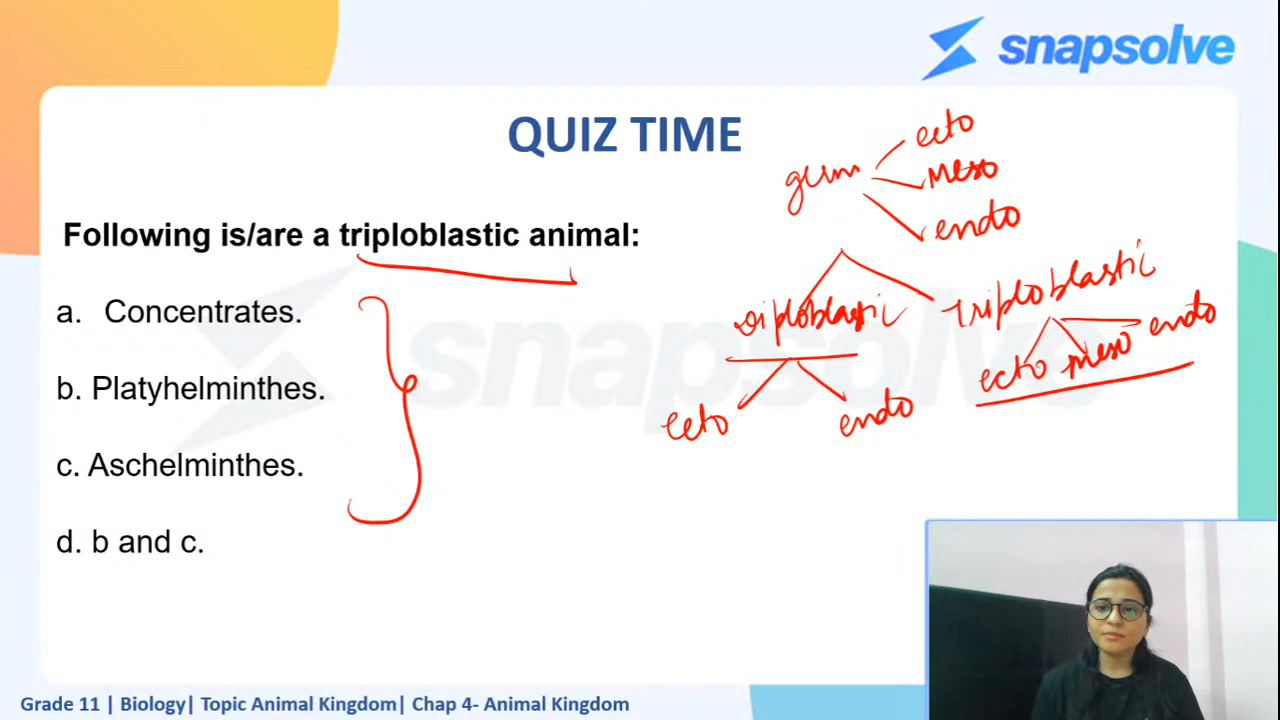 snapsolve
QUIZ TIME
germ
ecto
meso
endo
Following is/are a triploblastic animal:
Diploblastic
Triploblastic
ecto
endo
ecto meso endo
a. Concentrates.
b. Platyhelminthes.
c. Aschelminthes.
d. b and c.
snapsolve
Grade 11 | Biology| Topic Animal Kingdom| Chap 4- Animal Kingdom